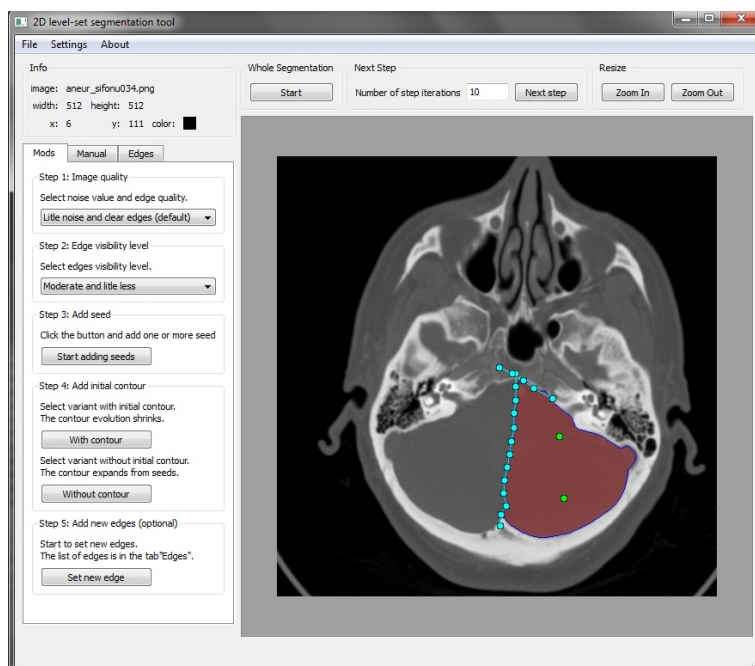 2D level-set segmentation tool
File Settings About
Info
image: aneur_sifonu034.png
width: 512 height: 512
x: 6 y: 111 color:
Whole Segmentation
Start
Next Step
Number of step iterations 10 Next step
Resize
Zoom In Zoom Out
Mods Manual Edges
Step 1: Image quality
Select noise value and edge quality.
Litle noise and clear edges (default)
Step 2: Edge visibility level
Select edges visibility level.
Moderate and litle less
Step 3: Add seed
Click the button and add one or more seed
Start adding seeds
Step 4: Add initial contour
Select variant with initial contour.
The contour evolution shrinks.
With contour
Select variant without initial contour.
The contour expands from seeds.
Without contour
Step 5: Add new edges (optional)
Start to set new edges.
The list of edges is in the tab"Edges".
Set new edge